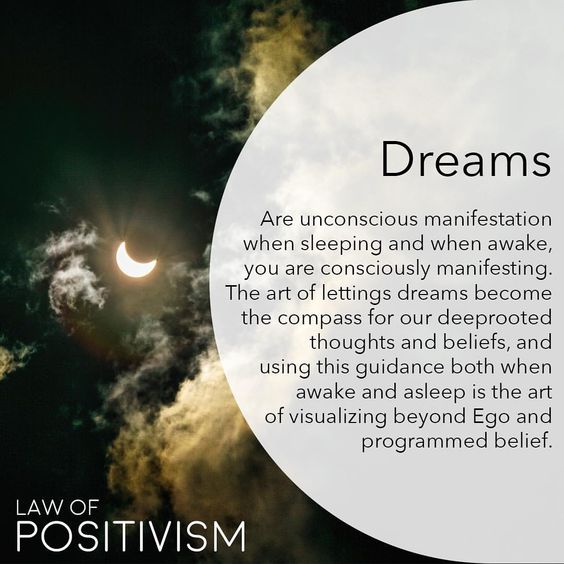 Dreams
Are unconscious manifestation
when sleeping and when awake,
you are consciously manifesting.
The art of lettings dreams become
the compass for our deeprooted
thoughts and beliefs, and
using this guidance both when
awake and asleep is the art
of visualizing beyond Ego and
programmed belief.
LAW OF
POSITIVISM